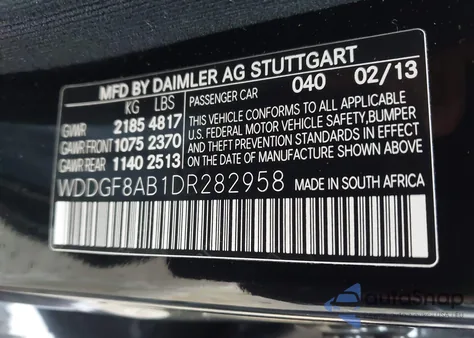 MFD BY DAIMLER AG STUTTGART
KG LBS PASSENGER CAR 040 02/13
GVWR 2185 4817
GAWR FRONT 1075 2370
GAWR REAR 1140 2513
THIS VEHICLE CONFORMS TO ALL APPLICABLE
U.S. FEDERAL MOTOR VEHICLE SAFETY, BUMPER
AND THEFT PREVENTION STANDARDS IN EFFECT
ON THE DATE OF MANUFACTURE SHOWN ABOVE.
WDDGF8AB1DR282958 MADE IN SOUTH AFRICA
autoSnap